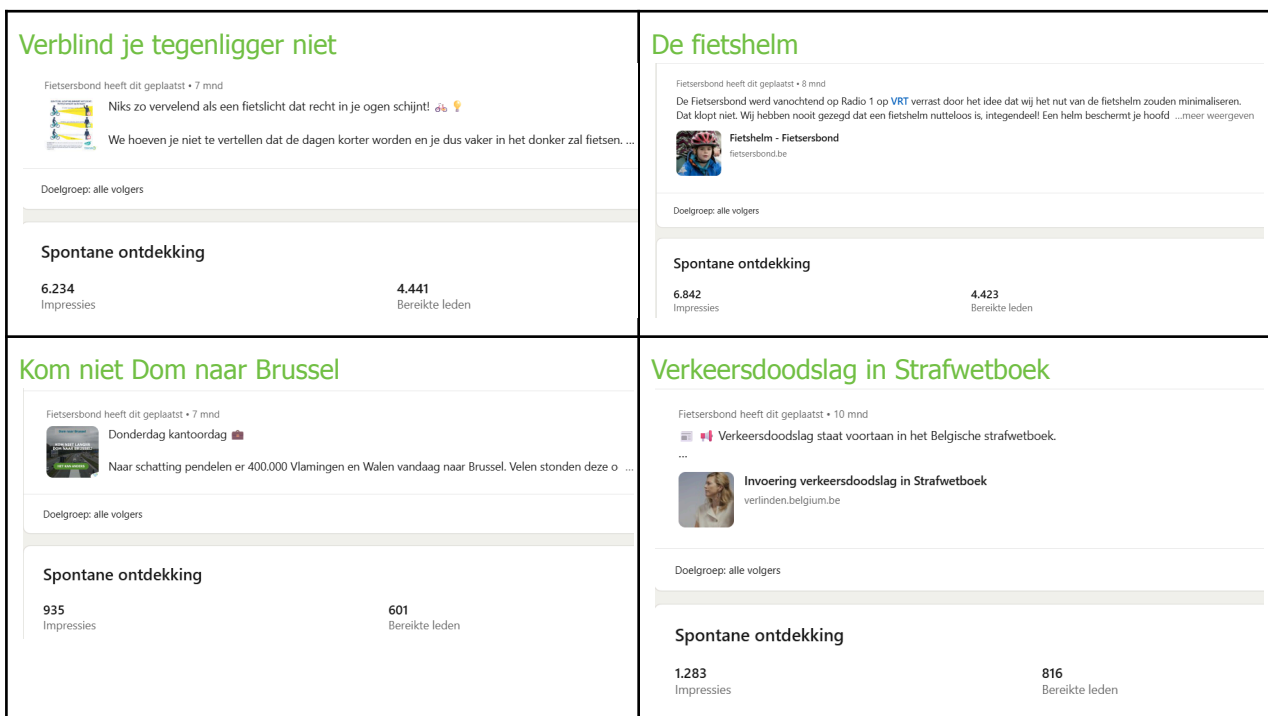 Verblind je tegenligger niet
Fietsersbond heeft dit geplaatst • 7 mnd
Niks zo vervelend als een fietslicht dat recht in je ogen schijnt! 🚲 💡
We hoeven je niet te vertellen dat de dagen korter worden en je dus vaker in het donker zal fietsen. ...
Doelgroep: alle volgers
Spontane ontdekking
6.234
Impressies
4.441
Bereikte leden
De fietshelm
Fietsersbond heeft dit geplaatst • 8 mnd
De Fietsersbond werd vanochtend op Radio 1 op VRT verrast door het idee dat wij het nut van de fietshelm zouden minimaliseren.
Dat klopt niet. Wij hebben nooit gezegd dat een fietshelm nutteloos is, integendeel! Een helm beschermt je hoofd ...meer weergeven
Fietshelm - Fietsersbond
fietsersbond.be
Doelgroep: alle volgers
Spontane ontdekking
6.842
Impressies
4.423
Bereikte leden
Kom niet Dom naar Brussel
Fietsersbond heeft dit geplaatst • 7 mnd
Donderdag kantoordag 💼
Naar schatting pendelen er 400.000 Vlamingen en Walen vandaag naar Brussel. Velen stonden deze o ...
KOM NIET LANGER
DOM NAAR BRUSSEL
Doelgroep: alle volgers
Spontane ontdekking
935
Impressies
601
Bereikte leden
Verkeersdoodslag in Strafwetboek
Fietsersbond heeft dit geplaatst • 10 mnd
📰 📢 Verkeersdoodslag staat voortaan in het Belgische strafwetboek.
...
Invoering verkeersdoodslag in Strafwetboek
verlinden.belgium.be
Doelgroep: alle volgers
Spontane ontdekking
1.283
Impressies
816
Bereikte leden